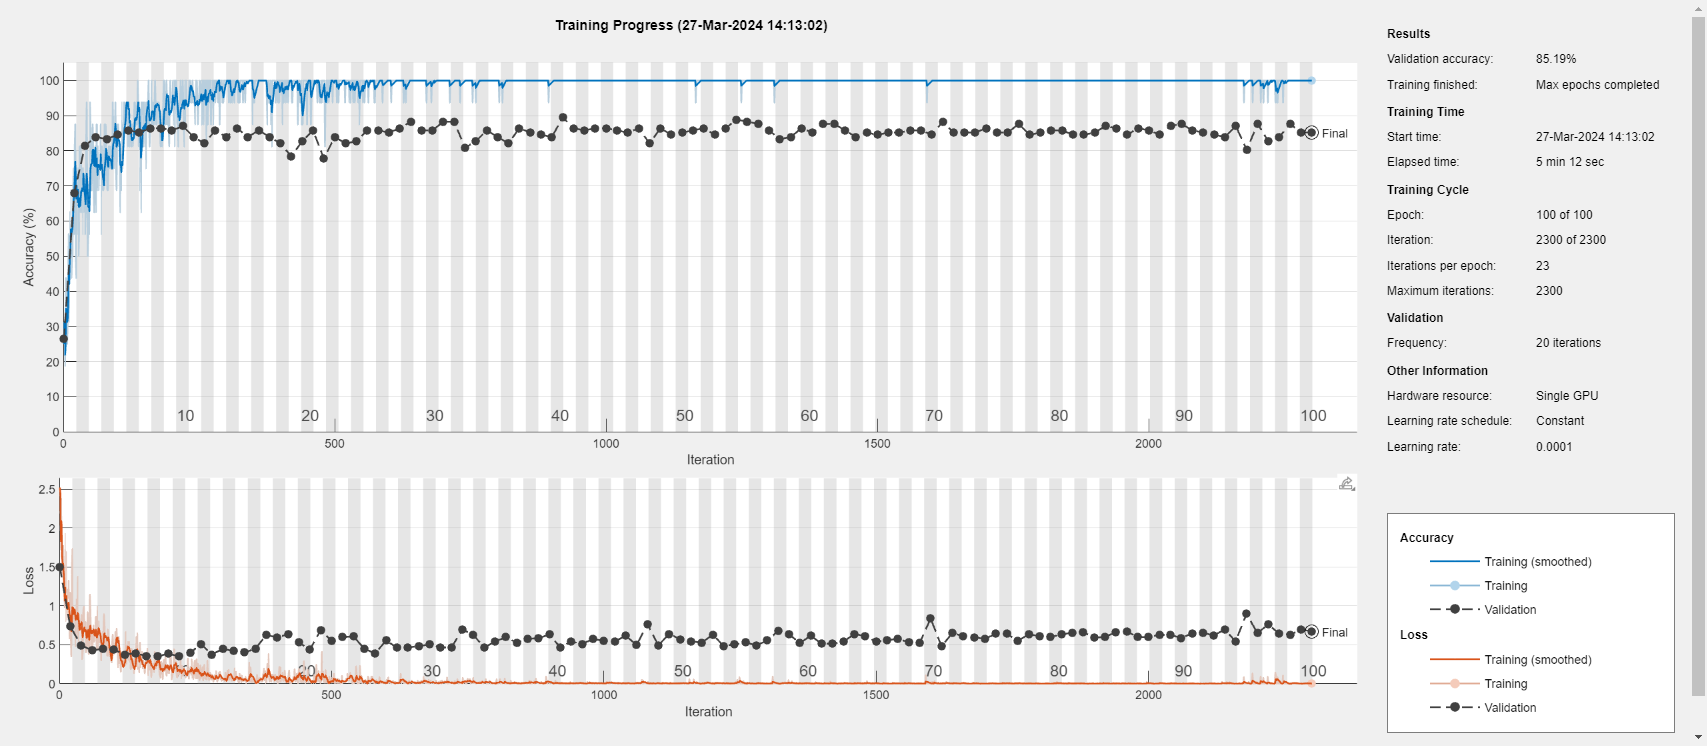 Training Progress (27-Mar-2024 14:13:02)
100
90
80
70
60
50
40
30
20
10
0
Accuracy (%)
Final
10 20 30 40 50 60 70 80 90 100
0 500 1000 1500 2000
Iteration
2.5
2
1.5
1
0.5
0
Loss
Final
20 30 40 50 60 70 80 90 100
0 500 1000 1500 2000
Iteration
Results
Validation accuracy: 85.19%
Training finished: Max epochs completed
Training Time
Start time: 27-Mar-2024 14:13:02
Elapsed time: 5 min 12 sec
Training Cycle
Epoch: 100 of 100
Iteration: 2300 of 2300
Iterations per epoch: 23
Maximum iterations: 2300
Validation
Frequency: 20 iterations
Other Information
Hardware resource: Single GPU
Learning rate schedule: Constant
Learning rate: 0.0001
Accuracy
Training (smoothed)
Training
Validation
Loss
Training (smoothed)
Training
Validation